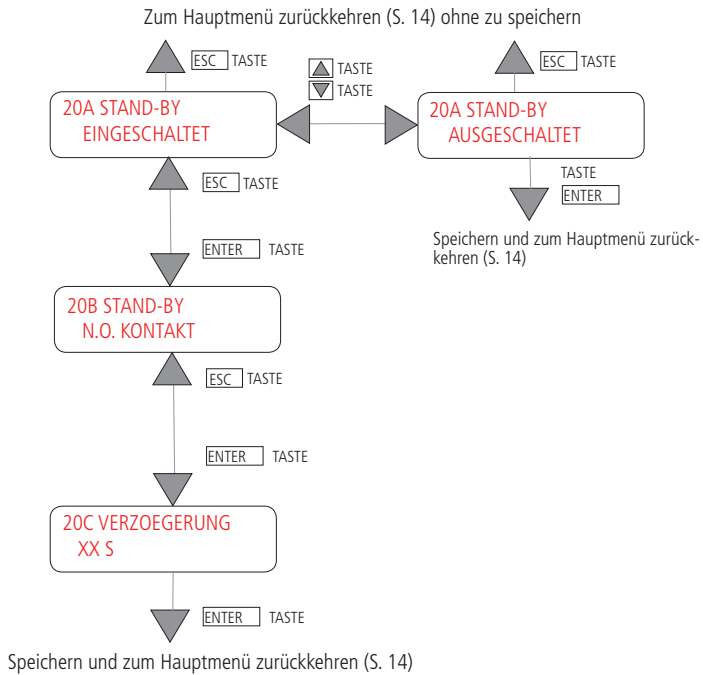 Zum Hauptmenü zurückkehren (S. 14) ohne zu speichern
ESC TASTE
TASTE
TASTE
ESC TASTE
20A STAND-BY
EINGESCHALTET
20A STAND-BY
AUSGESCHALTET
ESC TASTE
TASTE
ENTER
Speichern und zum Hauptmenü zurück-
kehren (S. 14)
ENTER TASTE
20B STAND-BY
N.O. KONTAKT
ESC TASTE
ENTER TASTE
20C VERZOEGERUNG
XX S
ENTER TASTE
Speichern und zum Hauptmenü zurückkehren (S. 14)